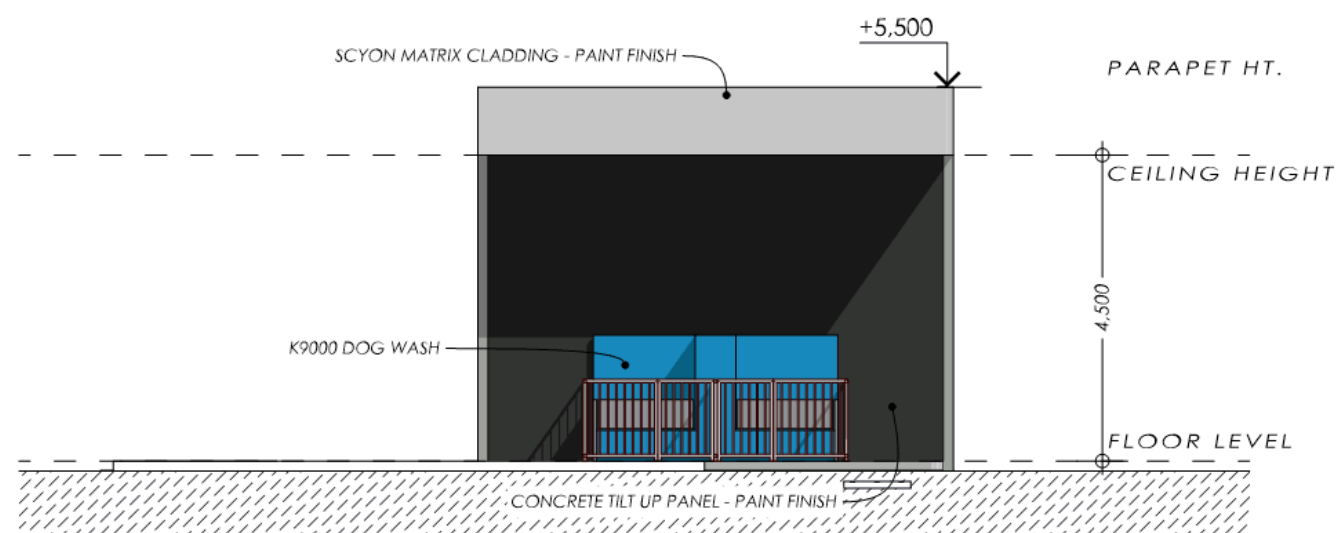 +5,500
SCYON MATRIX CLADDING - PAINT FINISH
PARAPET HT.
CEILING HEIGHT
4,500
K9000 DOG WASH
FLOOR LEVEL
CONCRETE TILT UP PANEL - PAINT FINISH